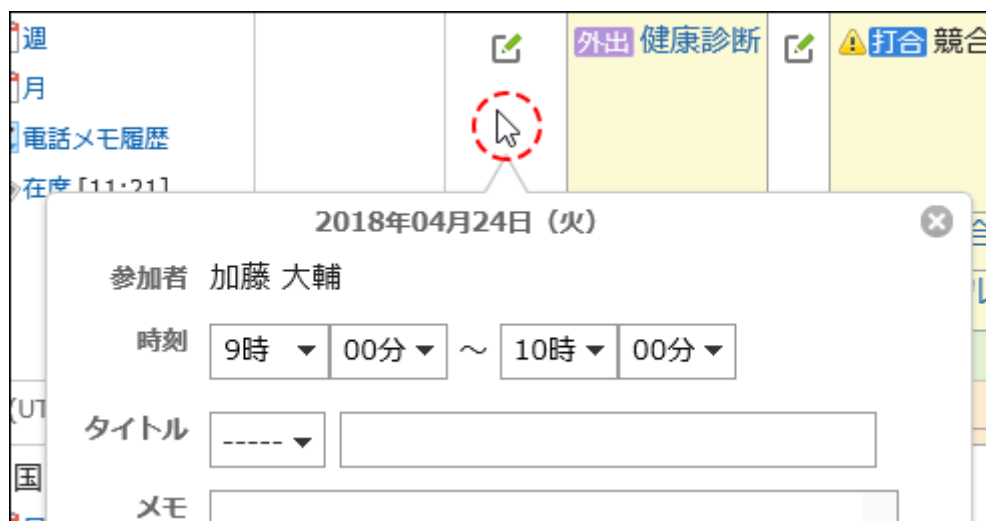 週
外出 健康診断
打合 競合
月
電話メモ履歴
在席 [11:21]
2018年04月24日（火）
参加者 加藤 大輔
時刻 9時 00分 ～ 10時 00分
(UT
タイトル -----
国
メモ